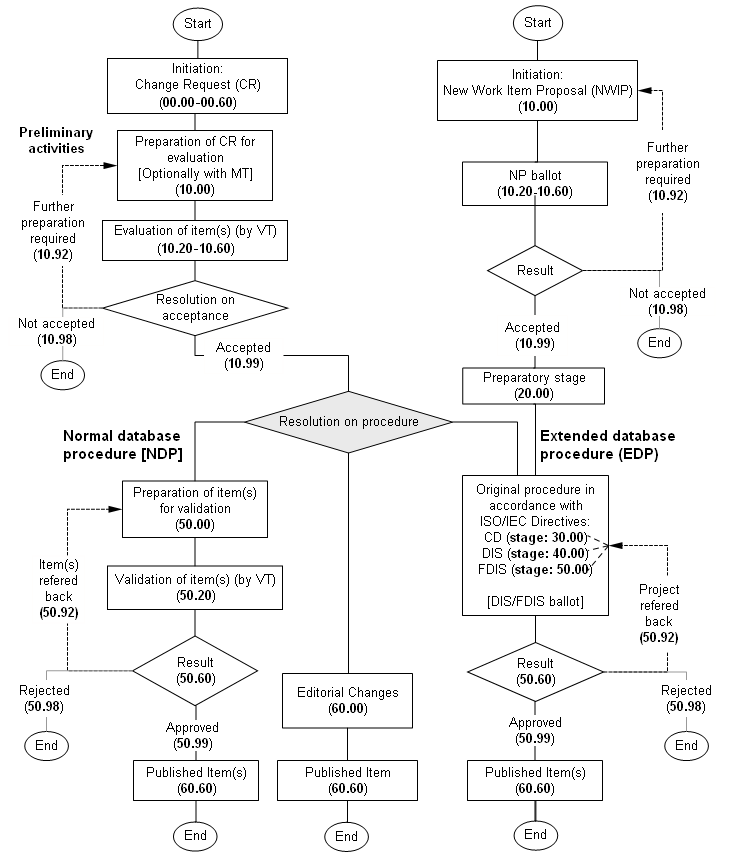 Start
Initiation:
Change Request (CR)
(00.00-00.60)
Preliminary
activities
Preparation of CR for
evaluation
[Optionally with MT]
(10.00)
Further
preparation
required
(10.92)
Evaluation of item(s) (by VT)
(10.20-10.60)
Resolution on
acceptance
Not accepted
(10.98)
End
Accepted
(10.99)
Start
Initiation:
New Work Item Proposal (NWIP)
(10.00)
Further
preparation
required
(10.92)
NP ballot
(10.20-10.60)
Result
Not accepted
(10.98)
End
Accepted
(10.99)
Preparatory stage
(20.00)
Resolution on procedure
Normal database
procedure [NDP]
Preparation of item(s)
for validation
(50.00)
Item(s)
refered
back
(50.92)
Validation of item(s) (by VT)
(50.20)
Result
(50.60)
Rejected
(50.98)
End
Approved
(50.99)
Published Item(s)
(60.60)
End
Editorial Changes
(60.00)
Published Item
(60.60)
End
Extended database
procedure (EDP)
Original procedure in
accordance with
ISO/IEC Directives:
CD (stage: 30.00)
DIS (stage: 40.00)
FDIS (stage: 50.00)
[DIS/FDIS ballot]
Project
refered
back
(50.92)
Result
(50.60)
Rejected
(50.98)
End
Approved
(50.99)
Published Item(s)
(60.60)
End